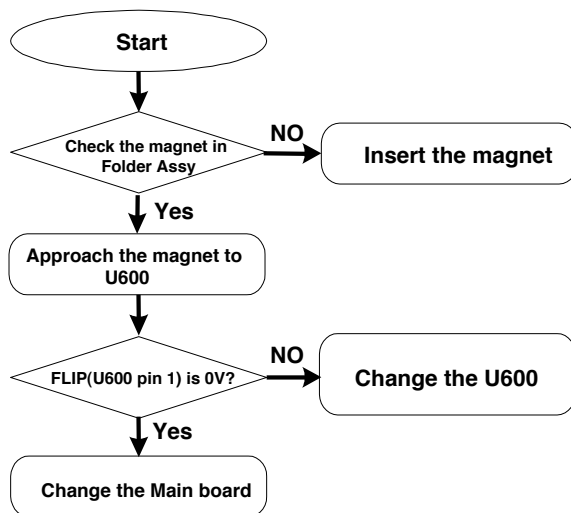 Start
Check the magnet in
Folder Assy
NO
Insert the magnet
Yes
Approach the magnet to
U600
FLIP(U600 pin 1) is 0V?
NO
Change the U600
Yes
Change the Main board